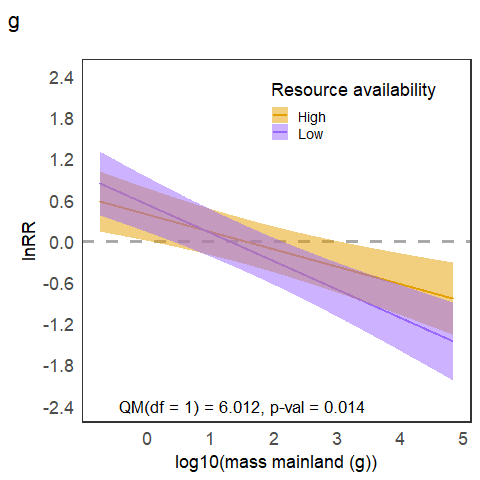 g
Resource availability
High
Low
2.4
1.8
1.2
0.6
0.0
-0.6
-1.2
-1.8
-2.4
lnRR
QM(df = 1) = 6.012, p-val = 0.014
0 1 2 3 4 5
log10(mass mainland (g))